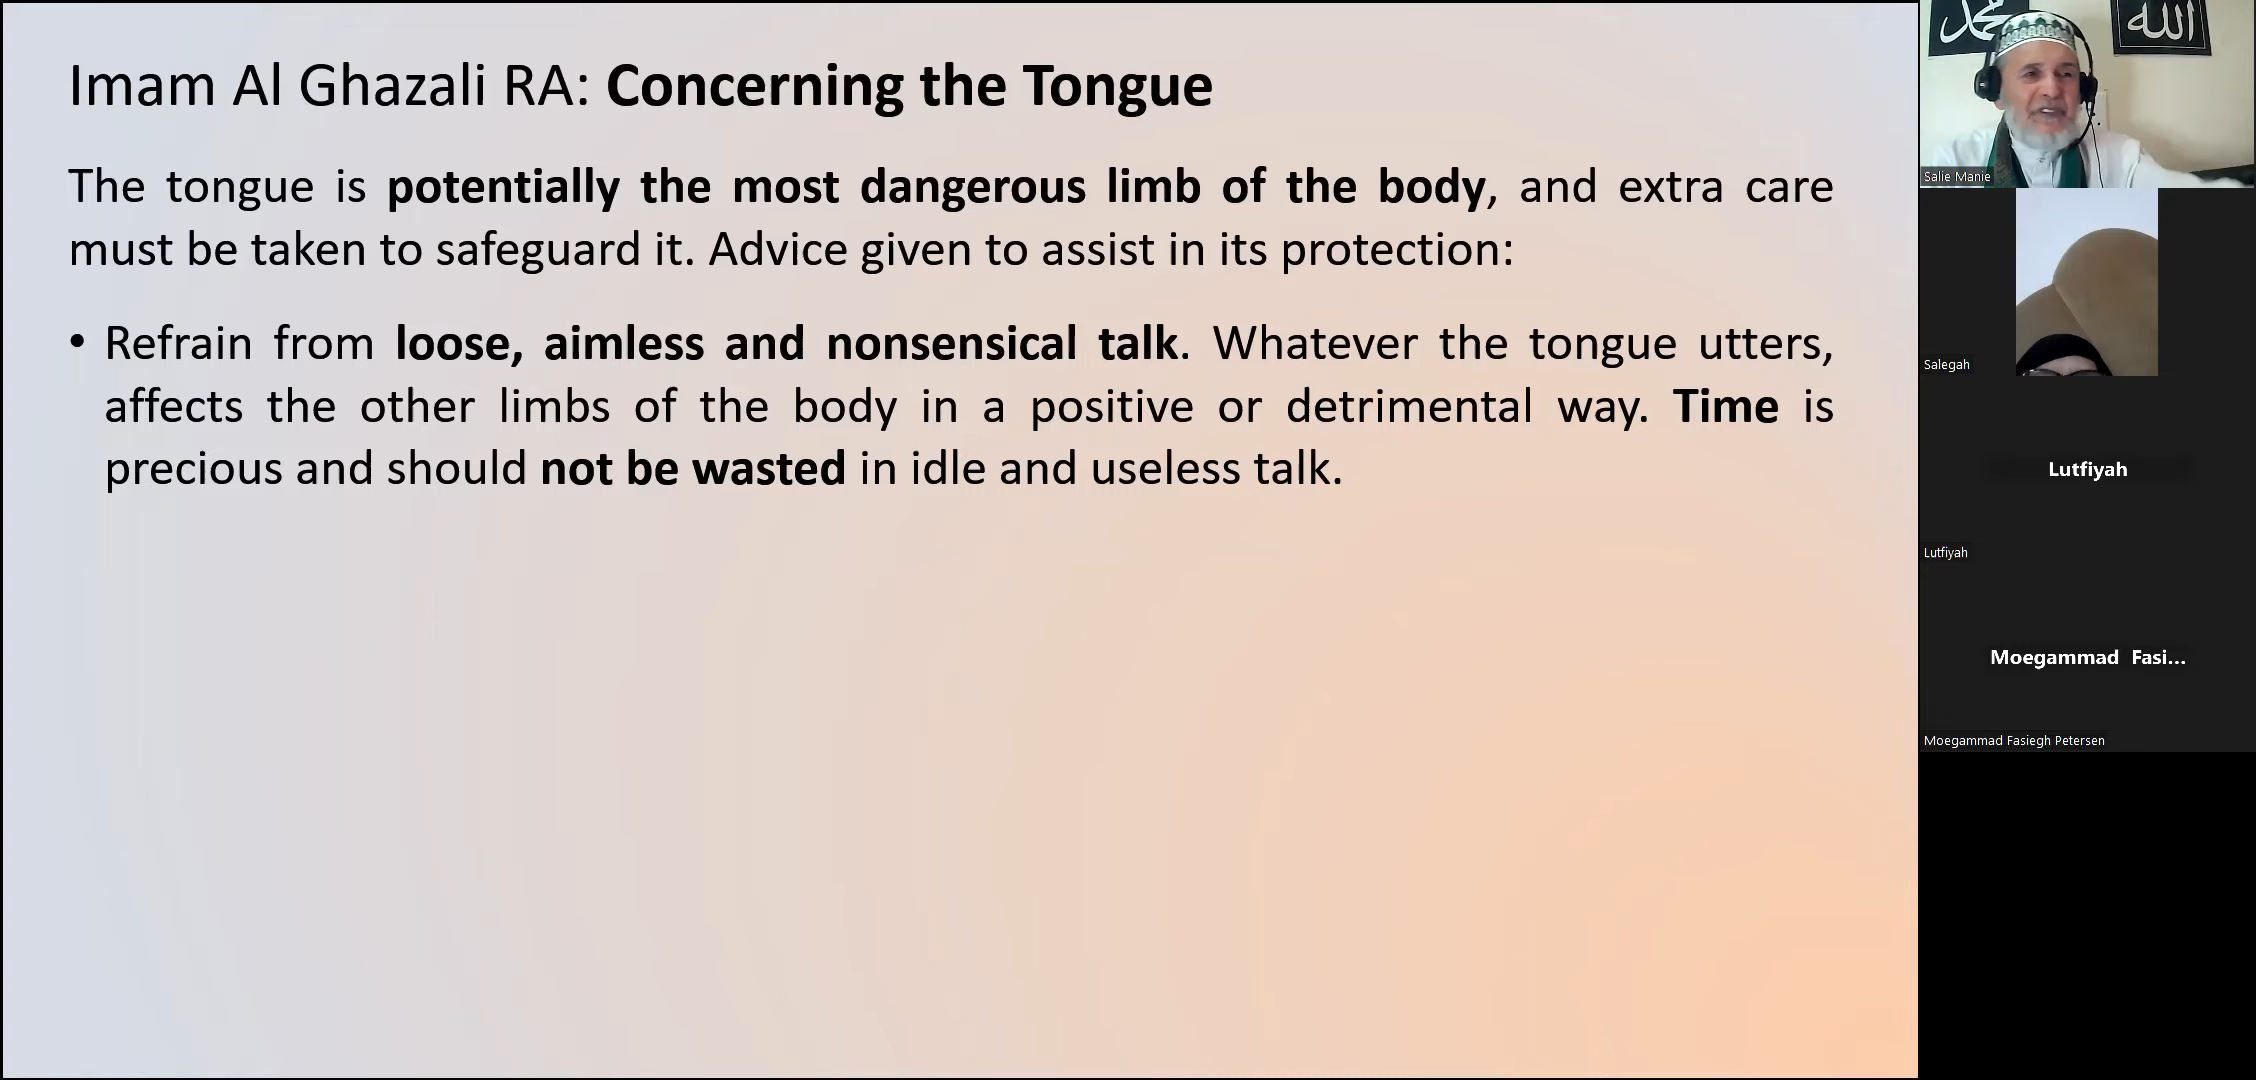 Imam Al Ghazali RA: Concerning the Tongue
The tongue is potentially the most dangerous limb of the body, and extra care
must be taken to safeguard it. Advice given to assist in its protection:
• Refrain from loose, aimless and nonsensical talk. Whatever the tongue utters,
affects the other limbs of the body in a positive or detrimental way. Time is
precious and should not be wasted in idle and useless talk.
محمد
الله
Salie Manie
Salegah
Lutfiyah
Lutfiyah
Moegammad Fasi...
Moegammad Fasiegh Petersen